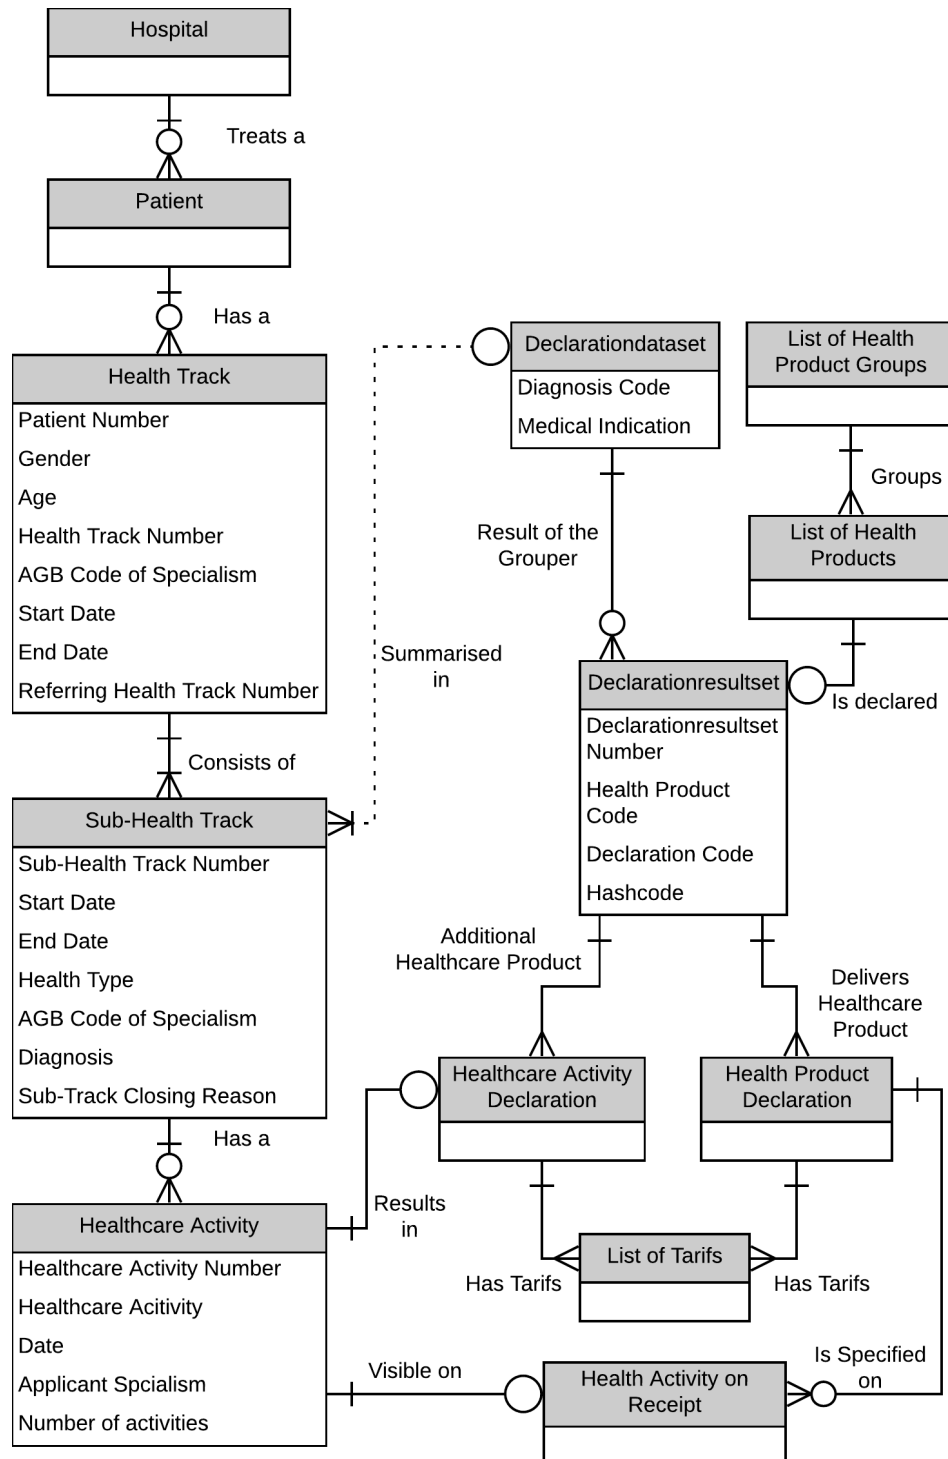 Hospital
Treats a
Patient
Has a
Health Track
Patient Number
Gender
Age
Health Track Number
AGB Code of Specialism
Start Date
End Date
Referring Health Track Number
Consists of
Sub-Health Track
Sub-Health Track Number
Start Date
End Date
Health Type
AGB Code of Specialism
Diagnosis
Sub-Track Closing Reason
Has a
Healthcare Activity
Healthcare Activity Number
Healthcare Acitivity
Date
Applicant Spcialism
Number of activities
Summarised
in
Declarationdataset
Diagnosis Code
Medical Indication
Result of the
Grouper
List of Health
Product Groups
Groups
List of Health
Products
Is declared
Declarationresultset
Declarationresultset
Number
Health Product
Code
Declaration Code
Hashcode
Additional
Healthcare Product
Delivers
Healthcare
Product
Healthcare Activity
Declaration
Health Product
Declaration
Results
in
List of Tarifs
Has Tarifs
Has Tarifs
Visible on
Health Activity on
Receipt
Is Specified
on